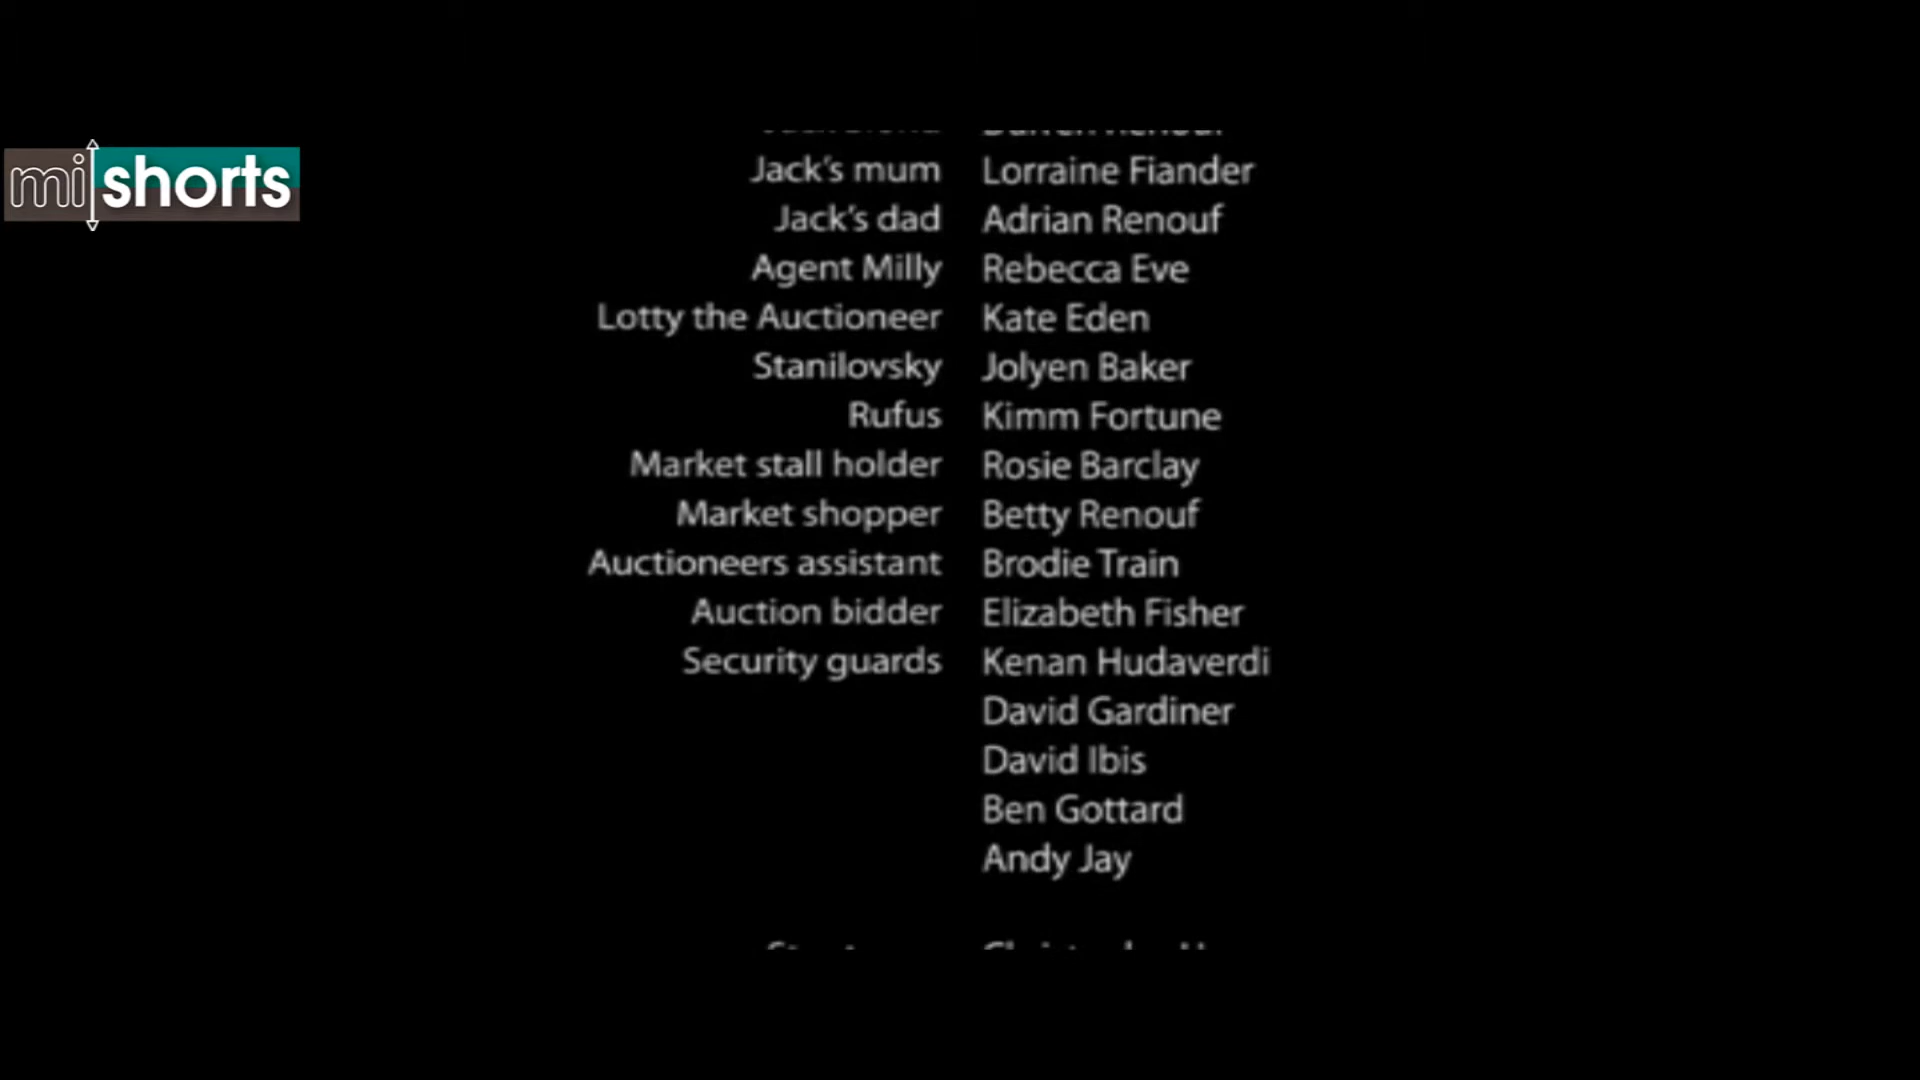 mi shorts
Jack's mum Lorraine Fiander
Jack's dad Adrian Renouf
Agent Milly Rebecca Eve
Lotty the Auctioneer Kate Eden
Stanilovsky Jolyen Baker
Rufus Kimm Fortune
Market stall holder Rosie Barclay
Market shopper Betty Renouf
Auctioneers assistant Brodie Train
Auction bidder Elizabeth Fisher
Security guards Kenan Hudaverdi
David Gardiner
David Ibis
Ben Gottard
Andy Jay